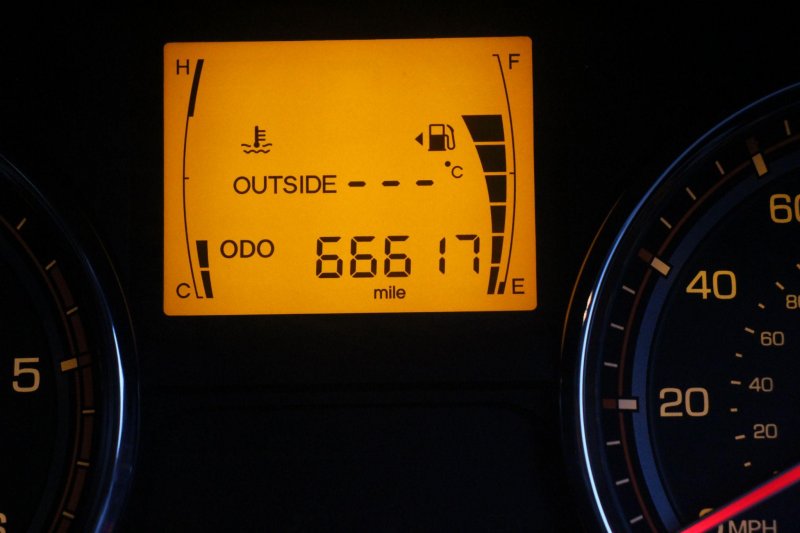 H
F
°C
OUTSIDE ---
ODO 66617
C
E
mile
5
60
40
20
80
60
40
20
MPH